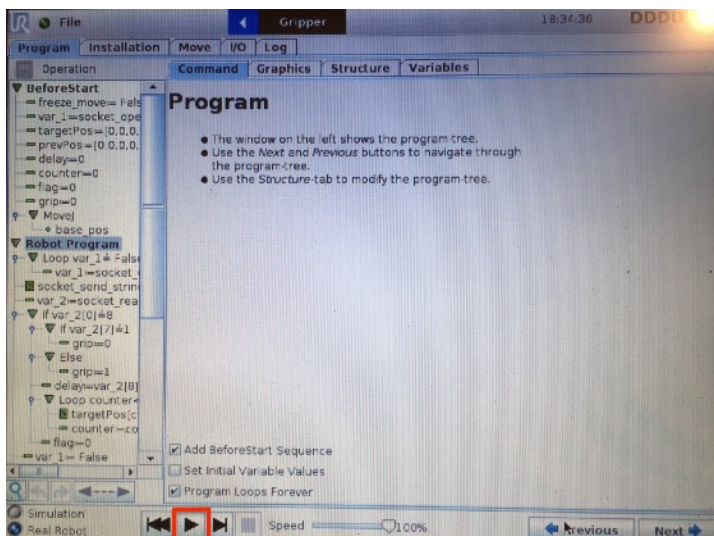 UR File Gripper 18:34:36 DDDD
Program Installation Move I/O Log
Operation Command Graphics Structure Variables
BeforeStart
freeze_move≔ Fals
var_1≔socket_ope
targetPos≔[0,0,0,
prevPos≔[0,0,0,0,
delay≔0
counter≔0
flag≔0
grip≔0
MoveJ
base_pos
Robot Program
Loop var_1≟ False
var_1≔socket_
socket_send_strin
var_2≔socket_rea
If var_2[0]≟8
If var_2[7]≟1
grip≔0
Else
grip≔1
delay≔var_2[8]
Loop counter<
targetPos[c
counter≔co
flag≔0
var_1≔ False
Program
The window on the left shows the program-tree.
Use the Next and Previous buttons to navigate through
the program-tree.
Use the Structure-tab to modify the program-tree.
Add BeforeStart Sequence
Set Initial Variable Values
Program Loops Forever
Simulation
Real Robot
Speed 100%
Previous Next